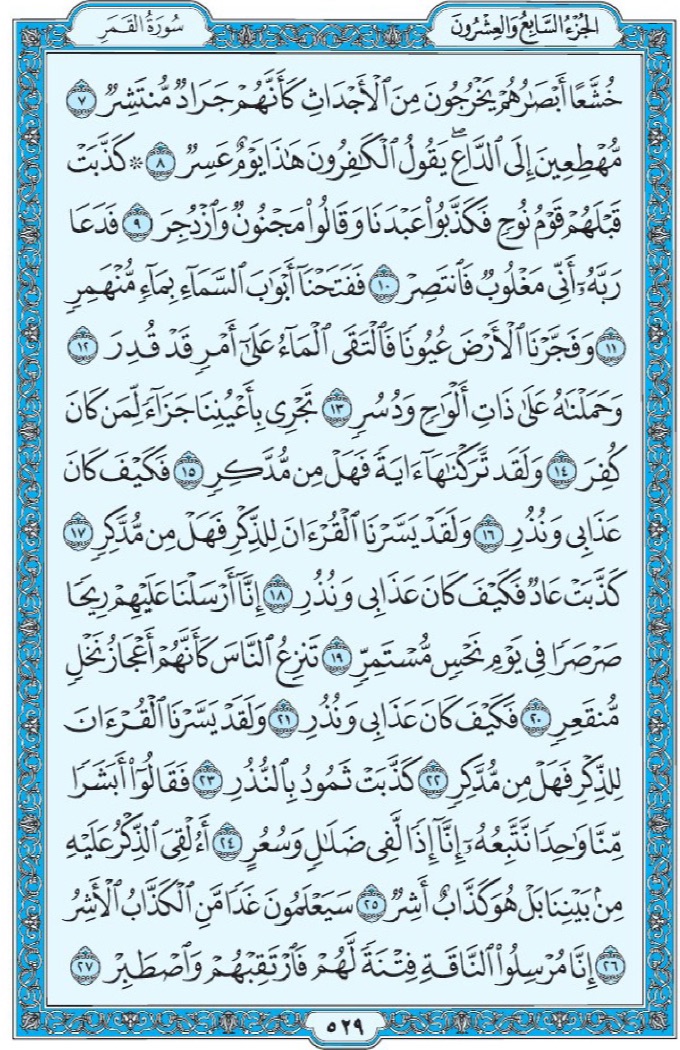 الجُزْءُ السَّابِعُ وَالعِشْرُونَ
سُورَةُ القَمَرِ
خُشَّعًا أَبْصَٰرُهُمْ يَخْرُجُونَ مِنَ ٱلْأَجْدَاثِ كَأَنَّهُمْ جَرَادٌ مُّنتَشِرٌ ٧
مُّهْطِعِينَ إِلَى ٱلدَّاعِۖ يَقُولُ ٱلْكَٰفِرُونَ هَٰذَا يَوْمٌ عَسِرٌ ٨ ۞ كَذَّبَتْ
قَبْلَهُمْ قَوْمُ نُوحٍ فَكَذَّبُوا۟ عَبْدَنَا وَقَالُوا۟ مَجْنُونٌ وَٱزْدُجِرَ ٩ فَدَعَا
رَبَّهُۥٓ أَنِّى مَغْلُوبٌ فَٱنتَصِرْ ١٠ فَفَتَحْنَآ أَبْوَٰبَ ٱلسَّمَآءِ بِمَآءٍ مُّنْهَمِرٍ
١١ وَفَجَّرْنَا ٱلْأَرْضَ عُيُونًا فَٱلْتَقَى ٱلْمَآءُ عَلَىٰٓ أَمْرٍ قَدْ قُدِرَ ١٢
وَحَمَلْنَٰهُ عَلَىٰ ذَاتِ أَلْوَٰحٍ وَدُسُرٍ ١٣ تَجْرِى بِأَعْيُنِنَا جَزَآءً لِّمَن كَانَ
كُفِرَ ١٤ وَلَقَد تَّرَكْنَٰهَآ ءَايَةً فَهَلْ مِن مُّدَّكِرٍ ١٥ فَكَيْفَ كَانَ
عَذَابِى وَنُذُرِ ١٦ وَلَقَدْ يَسَّرْنَا ٱلْقُرْءَانَ لِلذِّكْرِ فَهَلْ مِن مُّدَّكِرٍ ١٧
كَذَّبَتْ عَادٌ فَكَيْفَ كَانَ عَذَابِى وَنُذُرِ ١٨ إِنَّآ أَرْسَلْنَا عَلَيْهِمْ رِيحًا
صَرْصَرًا فِى يَوْمِ نَحْسٍ مُّسْتَمِرٍّ ١٩ تَنزِعُ ٱلنَّاسَ كَأَنَّهُمْ أَعْجَازُ نَخْلٍ
مُّنقَعِرٍ ٢٠ فَكَيْفَ كَانَ عَذَابِى وَنُذُرِ ٢١ وَلَقَدْ يَسَّرْنَا ٱلْقُرْءَانَ
لِلذِّكْرِ فَهَلْ مِن مُّدَّكِرٍ ٢٢ كَذَّبَتْ ثَمُودُ بِٱلنُّذُرِ ٢٣ فَقَالُوٓا۟ أَبَشَرًا
مِّنَّا وَٰحِدًا نَّتَّبِعُهُۥٓ إِنَّآ إِذًا لَّفِى ضَلَٰلٍ وَسُعُرٍ ٢٤ أَءُلْقِىَ ٱلذِّكْرُ عَلَيْهِ
مِنۢ بَيْنِنَا بَلْ هُوَ كَذَّابٌ أَشِرٌ ٢٥ سَيَعْلَمُونَ غَدًا مَّنِ ٱلْكَذَّابُ ٱلْأَشِرُ
٢٦ إِنَّا مُرْسِلُوا۟ ٱلنَّاقَةِ فِتْنَةً لَّهُمْ فَٱرْتَقِبْهُمْ وَٱصْطَبِرْ ٢٧
٥٢٩